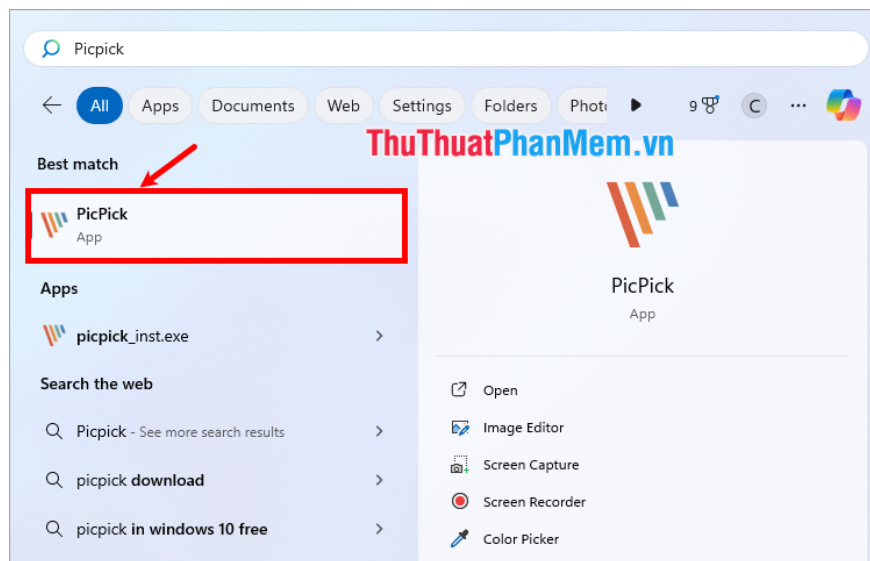 Picpick
All Apps Documents Web Settings Folders 9 C ...
ThuThuatPhanMem.vn
Best match
PicPick
App
Apps
picpick_inst.exe
Search the web
Picpick - See more search results
picpick download
picpick in windows 10 free
PicPick
App
Open
Image Editor
Screen Capture
Screen Recorder
Color Picker